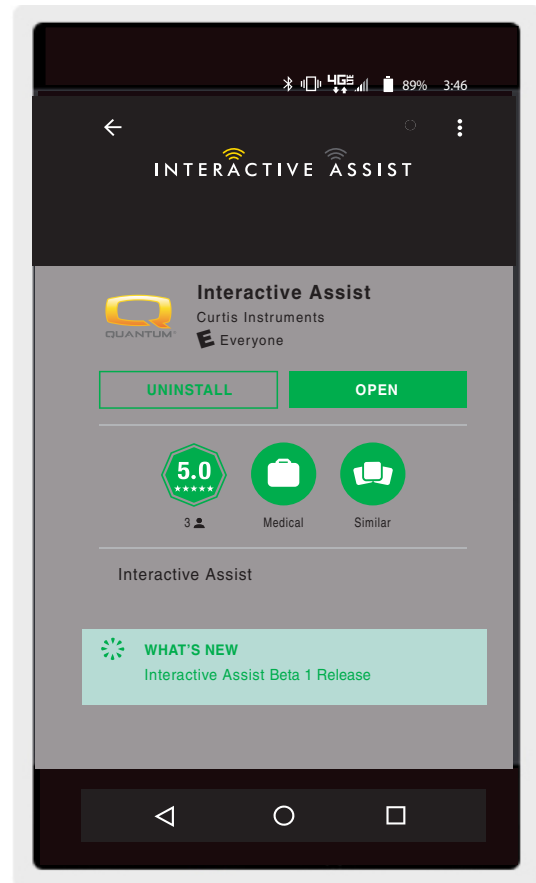 4G 89% 3:46
INTERACTIVE ASSIST
Interactive Assist
QUANTUM
Curtis Instruments
E Everyone
UNINSTALL OPEN
5.0
3 Medical Similar
Interactive Assist
WHAT'S NEW
Interactive Assist Beta 1 Release